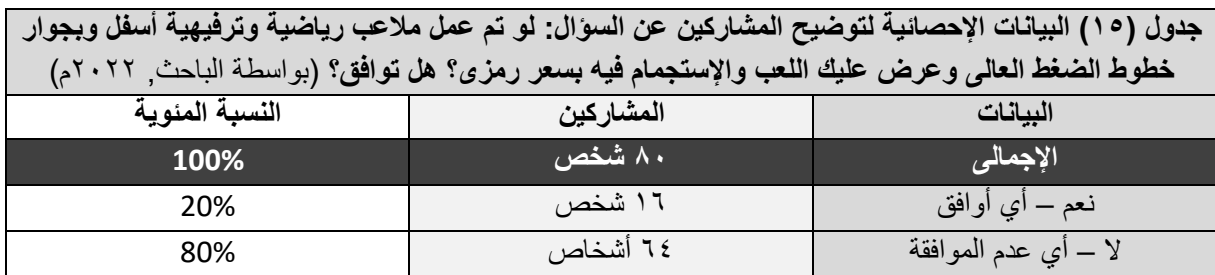 جدول (١٥) البيانات الإحصائية لتوضيح المشاركين عن السؤال: لو تم عمل ملاعب رياضية وترفيهية أسفل وبجوار
خطوط الضغط العالى وعرض عليك اللعب والإستجمام فيه بسعر رمزى؟ هل توافق؟ (بواسطة الباحث, ٢٠٢٢م)
البيانات المشاركين النسبة المئوية
الإجمالى ٨٠ شخص 100%
نعم – أي أوافق ١٦ شخص 20%
لا – أي عدم الموافقة ٦٤ أشخاص 80%